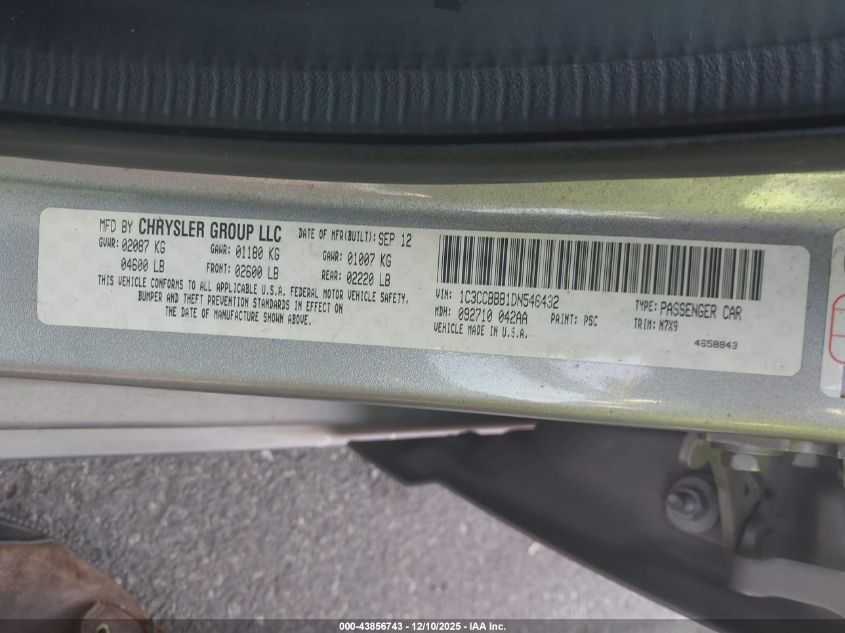 MFD BY CHRYSLER GROUP LLC DATE OF MFR(BUILT): SEP 12
GVWR: 02087 KG GAWR: 01180 KG GAWR: 01007 KG
04600 LB FRONT: 02600 LB REAR: 02220 LB
THIS VEHICLE CONFORMS TO ALL APPLICABLE U.S.A. FEDERAL MOTOR VEHICLE SAFETY,
BUMPER AND THEFT PREVENTION STANDARDS IN EFFECT ON
THE DATE OF MANUFACTURE SHOWN ABOVE.
VIN: 1C3CCBBB1DN546432 TYPE: PASSENGER CAR
MDH: 092710 042AA PAINT: PSC TRIM: N7X9
VEHICLE MADE IN U.S.A. 4658843
000-43856743 - 12/10/2025 - IAA Inc.